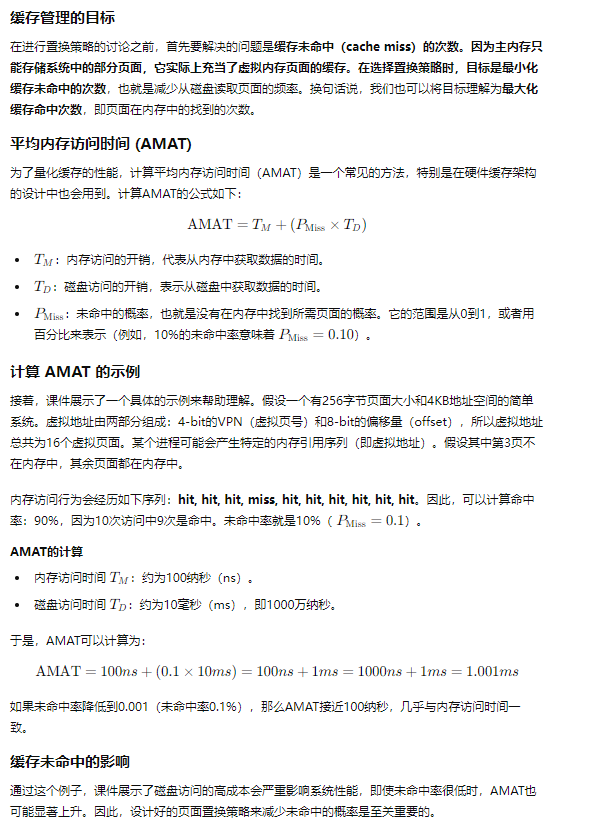 缓存管理的目标
在进行置换策略的讨论之前，首先要解决的问题是缓存未命中（cache miss）的次数。因为主内存只
能存储系统中的部分页面，它实际上充当了虚拟内存页面的缓存。在选择置换策略时，目标是最小化
缓存未命中的次数，也就是减少从磁盘读取页面的频率。换句话说，我们也可以将目标理解为最大化
缓存命中次数，即页面在内存中的找到的次数。
平均内存访问时间 (AMAT)
为了量化缓存的性能，计算平均内存访问时间（AMAT）是一个常见的方法，特别是在硬件缓存架构
的设计中也会用到。计算AMAT的公式如下：
AMAT = T_M + (P_Miss × T_D)
• T_M：内存访问的开销，代表从内存中获取数据的时间。
• T_D：磁盘访问的开销，表示从磁盘中获取数据的时间。
• P_Miss：未命中的概率，也就是没有在内存中找到所需页面的概率。它的范围是从0到1，或者用
百分比来表示（例如，10%的未命中率意味着 P_Miss = 0.10）。
计算 AMAT 的示例
接着，课件展示了一个具体的示例来帮助理解。假设一个有256字节页面大小和4KB地址空间的简单
系统。虚拟地址由两部分组成：4-bit的VPN（虚拟页号）和8-bit的偏移量（offset），所以虚拟地址
总共为16个虚拟页面。某个进程可能会产生特定的内存引用序列（即虚拟地址）。假设其中第3页不
在内存中，其余页面都在内存中。
内存访问行为会经历如下序列：hit, hit, hit, miss, hit, hit, hit, hit, hit, hit。因此，可以计算命中
率：90%，因为10次访问中9次是命中。未命中率就是10%（ P_Miss = 0.1）。
AMAT的计算
• 内存访问时间 T_M：约为100纳秒（ns）。
• 磁盘访问时间 T_D：约为10毫秒（ms），即1000万纳秒。
于是，AMAT可以计算为：
AMAT = 100ns + (0.1 × 10ms) = 100ns + 1ms = 1000ns + 1ms = 1.001ms
如果未命中率降低到0.001（未命中率0.1%），那么AMAT接近100纳秒，几乎与内存访问时间一
致。
缓存未命中的影响
通过这个例子，课件展示了磁盘访问的高成本会严重影响系统性能，即使未命中率很低时，AMAT也
可能显著上升。因此，设计好的页面置换策略来减少未命中的概率是至关重要的。